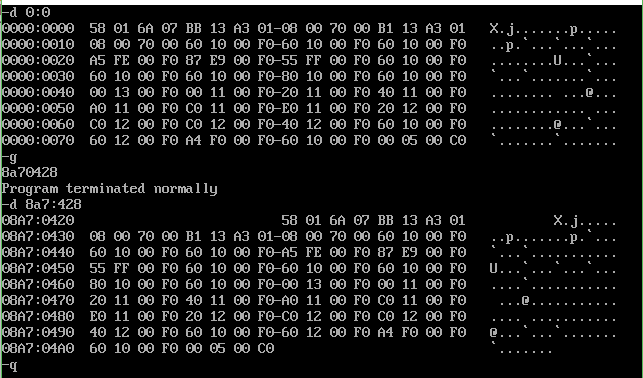 -d 0:0
0000:0000  58 01 6A 07 BB 13 A3 01-08 00 70 00 B1 13 A3 01   X.j.......p.....
0000:0010  08 00 70 00 60 10 00 F0-60 10 00 F0 60 10 00 F0   ..p.`...`...`...
0000:0020  A5 FE 00 F0 87 E9 00 F0-55 FF 00 F0 60 10 00 F0   ........U...`...
0000:0030  60 10 00 F0 60 10 00 F0-80 10 00 F0 60 10 00 F0   `...`.......`...
0000:0040  00 13 00 F0 00 11 00 F0-20 11 00 F0 40 11 00 F0   ........ ...@...
0000:0050  A0 11 00 F0 C0 11 00 F0-E0 11 00 F0 20 12 00 F0   ............ ...
0000:0060  C0 12 00 F0 C0 12 00 F0-40 12 00 F0 60 10 00 F0   ........@...`...
0000:0070  60 12 00 F0 A4 F0 00 F0-60 10 00 F0 00 05 00 C0   `.......`.......
-g
8a70428
Program terminated normally
-d 8a7:428
08A7:0420                          58 01 6A 07 BB 13 A3 01           X.j.....
08A7:0430  08 00 70 00 B1 13 A3 01-08 00 70 00 60 10 00 F0   ..p.......p.`...
08A7:0440  60 10 00 F0 60 10 00 F0-A5 FE 00 F0 87 E9 00 F0   `...`...........
08A7:0450  55 FF 00 F0 60 10 00 F0-60 10 00 F0 60 10 00 F0   U...`...`...`...
08A7:0460  80 10 00 F0 60 10 00 F0-00 13 00 F0 00 11 00 F0   ....`...........
08A7:0470  20 11 00 F0 40 11 00 F0-A0 11 00 F0 C0 11 00 F0    ...@...........
08A7:0480  E0 11 00 F0 20 12 00 F0-C0 12 00 F0 C0 12 00 F0   .... ...........
08A7:0490  40 12 00 F0 60 10 00 F0-60 12 00 F0 A4 F0 00 F0   @...`...`.......
08A7:04A0  60 10 00 F0 00 05 00 C0                           `.......
-q